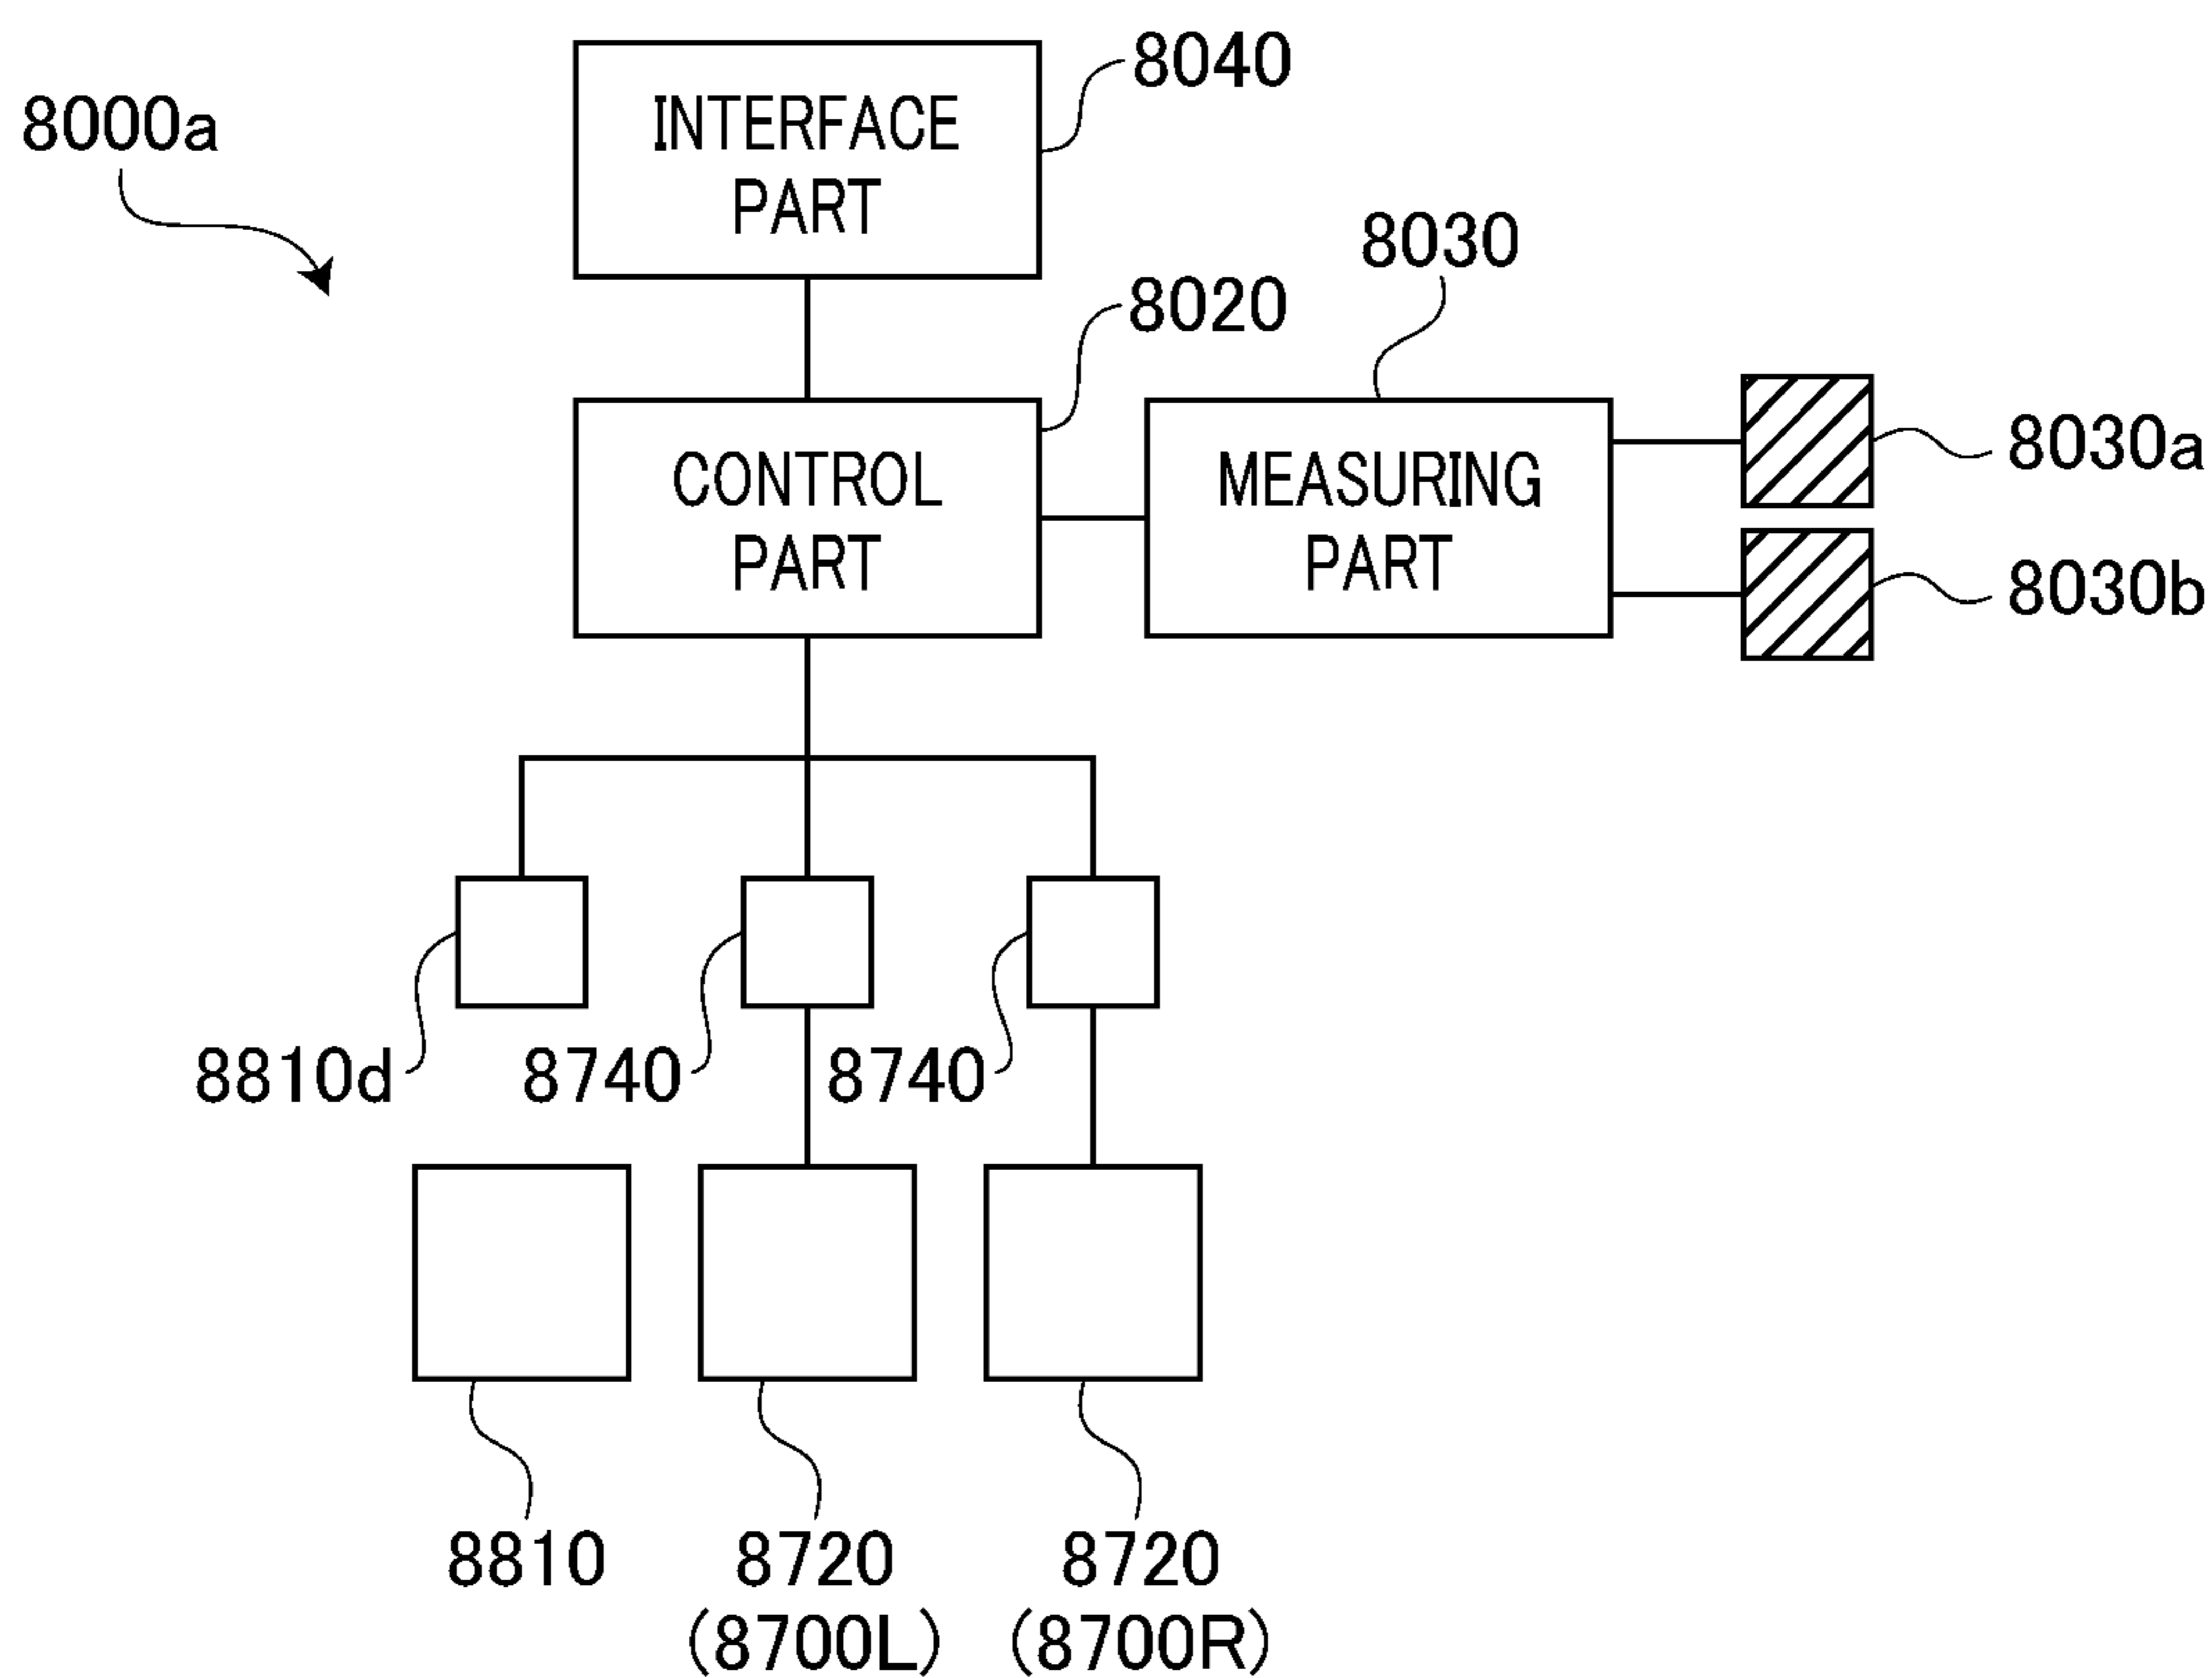 8040
INTERFACE
PART
8000a
8030
8020
CONTROL
PART
MEASURING
PART
8030a
8030b
8810d
8740
8740
8810
8720
(8700L)
8720
(8700R)